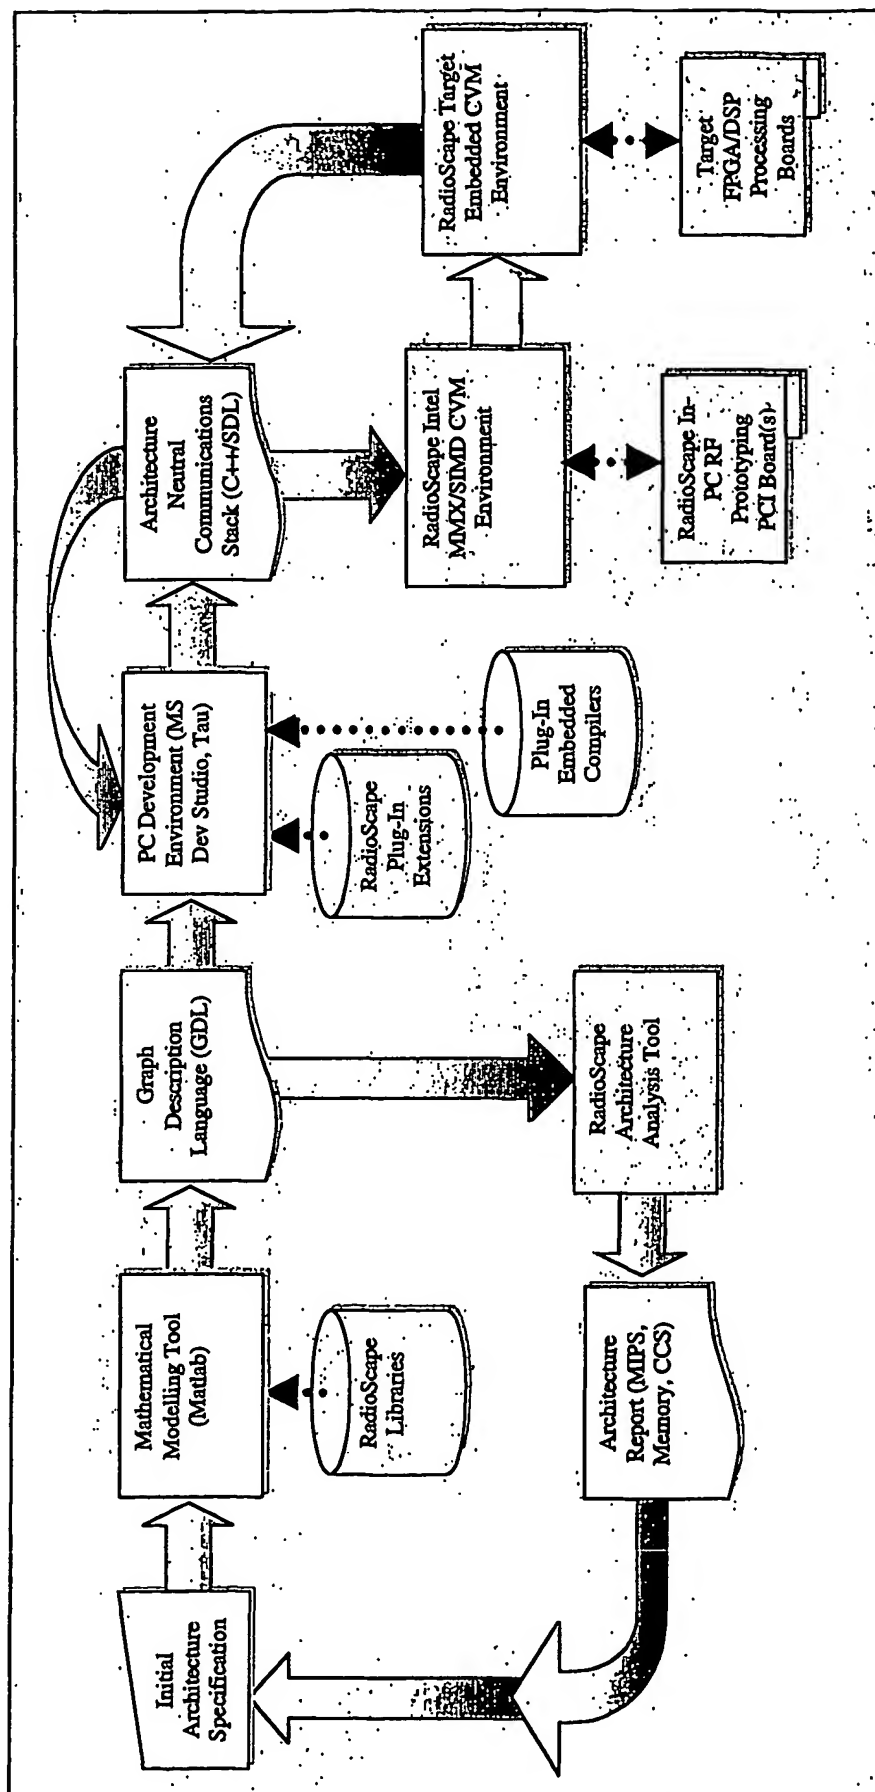 Initial
Architecture
Specification
Mathematical
Modelling Tool
(Matlab)
Graph
Description
Language (GDL)
PC Development
Environment (MS
Dev Studio, Tau)
Architecture
Neutral
Communications
Stack (C++/SDL)
RadioScape
Libraries
RadioScape
Plug-In
Extensions
Plug-In
Embedded
Compilers
RadioScape Intel
MMX/SIMD CVM
Environment
RadioScape Target
Embedded CVM
Environment
Architecture
Report (MIPS,
Memory, CCS)
RadioScape
Architecture
Analysis Tool
RadioScape In-
PC RF
Prototyping
PCI Board(s)
Target
FPGA/DSP
Processing
Boards